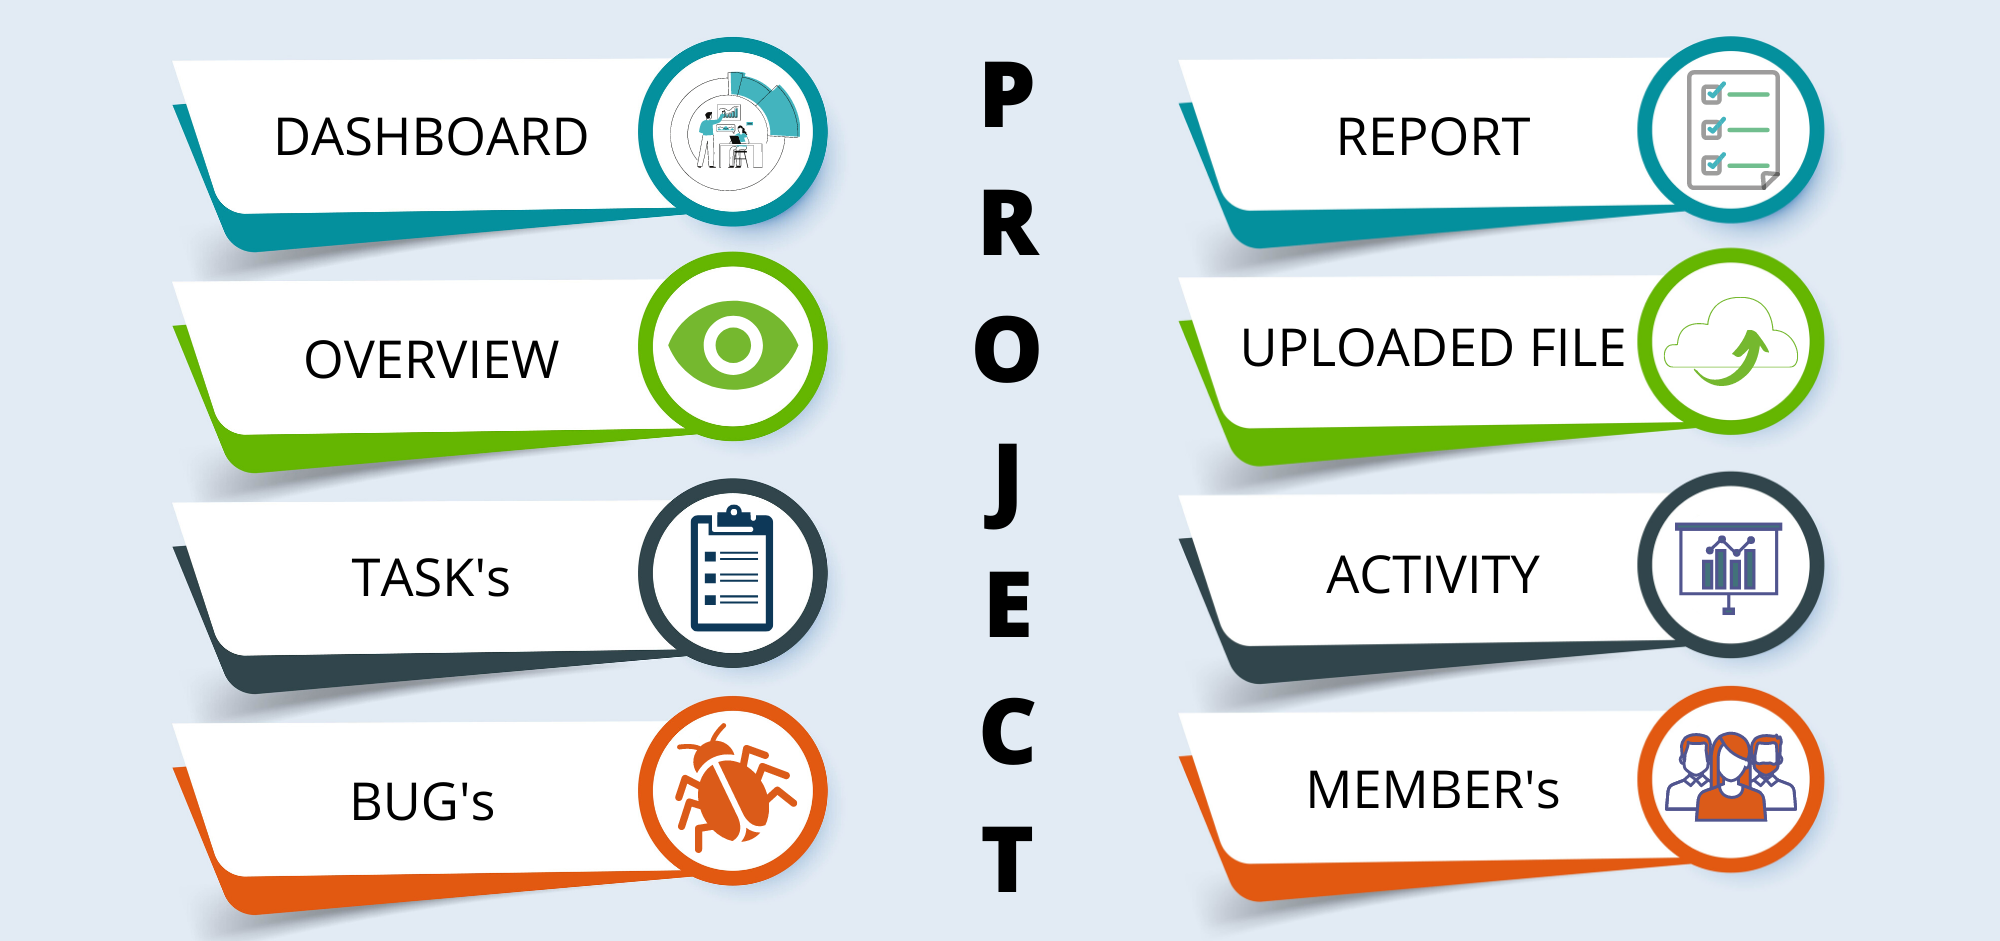 DASHBOARD
OVERVIEW
TASK's
BUG's
P
R
O
J
E
C
T
REPORT
UPLOADED FILE
ACTIVITY
MEMBER's